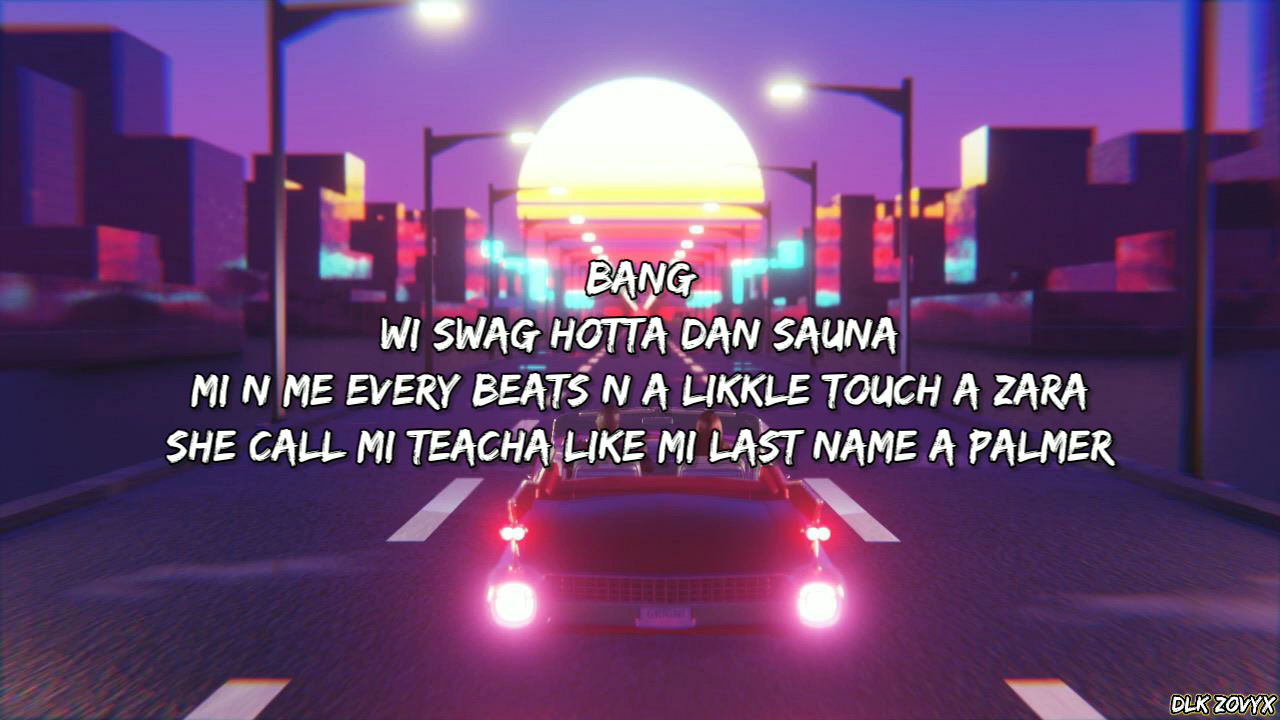 BANG
WI SWAG HOTTA DAN SAUNA
MI N ME EVERY BEATS N A LIKKLE TOUCH A ZARA
SHE CALL MI TEACHA LIKE MI LAST NAME A PALMER
DLK ZOVYX